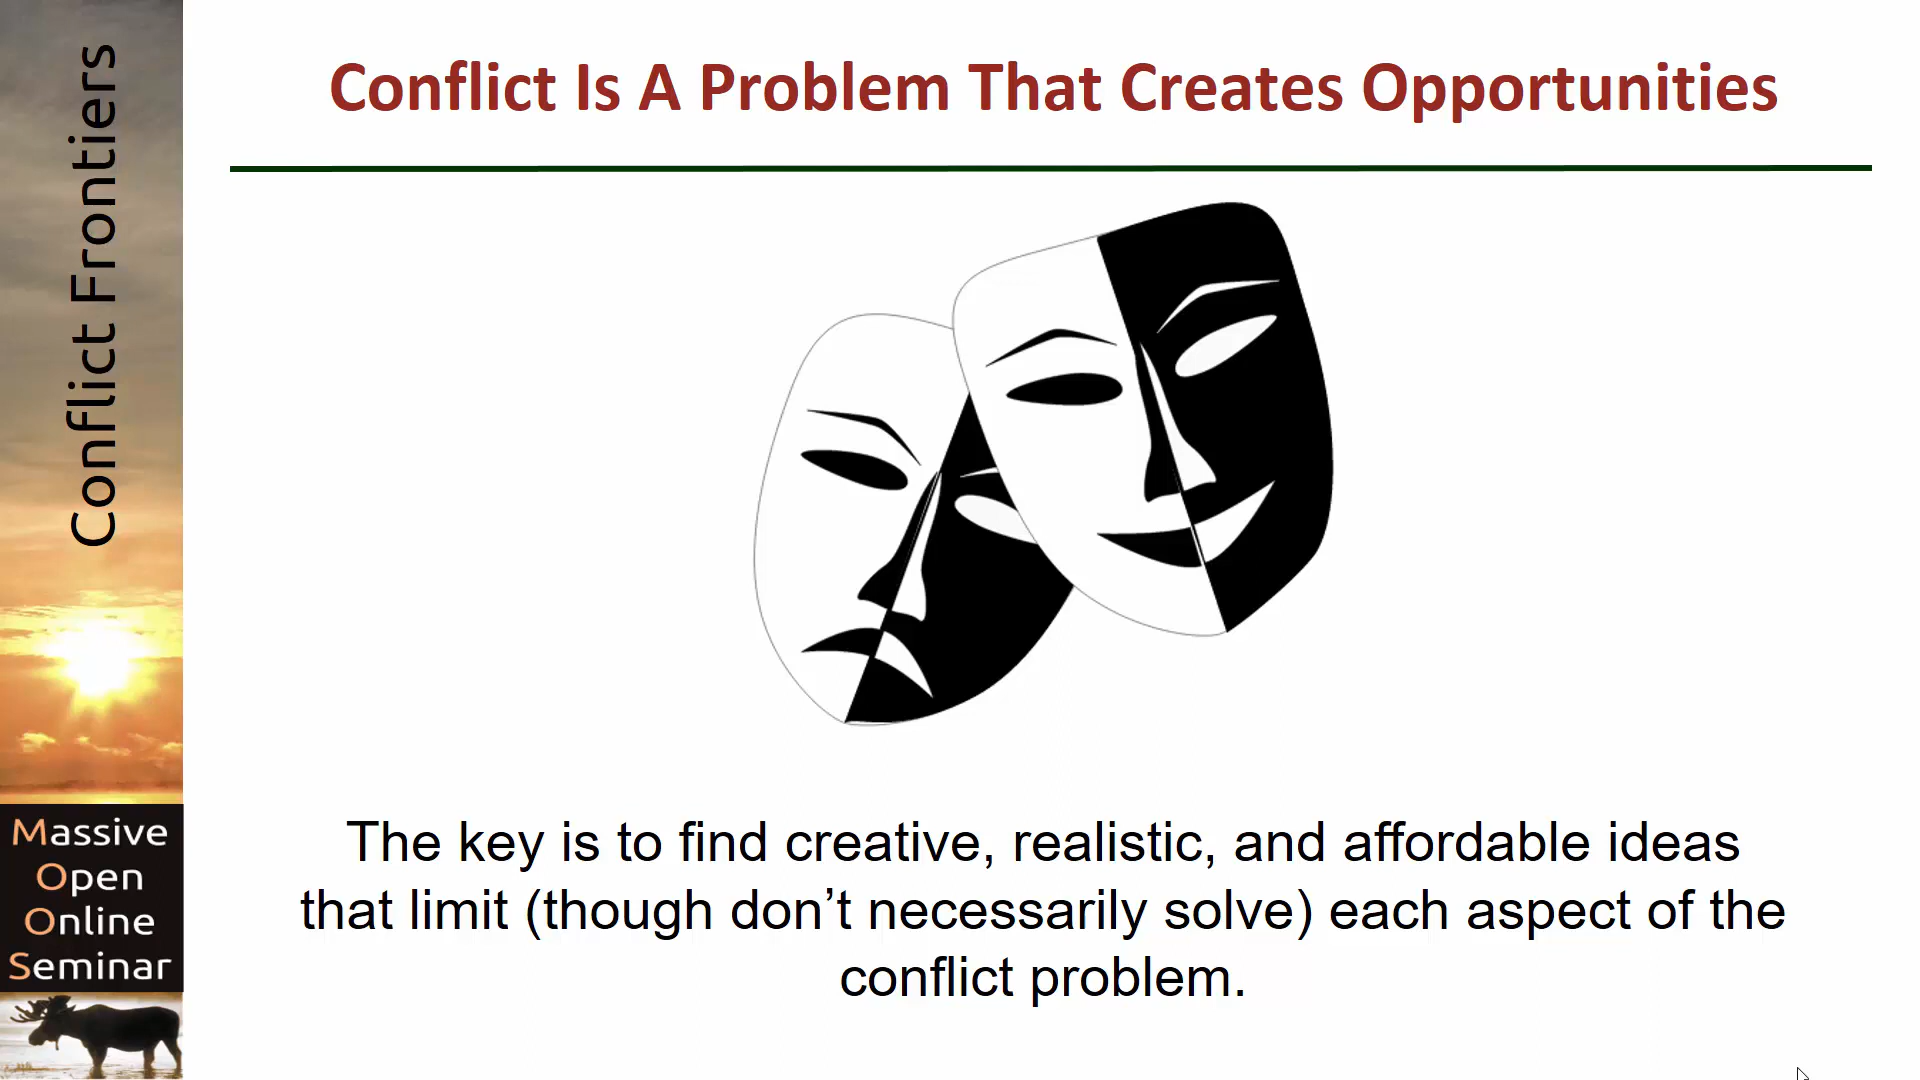 Conflict Frontiers
Conflict Is A Problem That Creates Opportunities
The key is to find creative, realistic, and affordable ideas
that limit (though don’t necessarily solve) each aspect of the
conflict problem.
Massive
Open
Online
Seminar